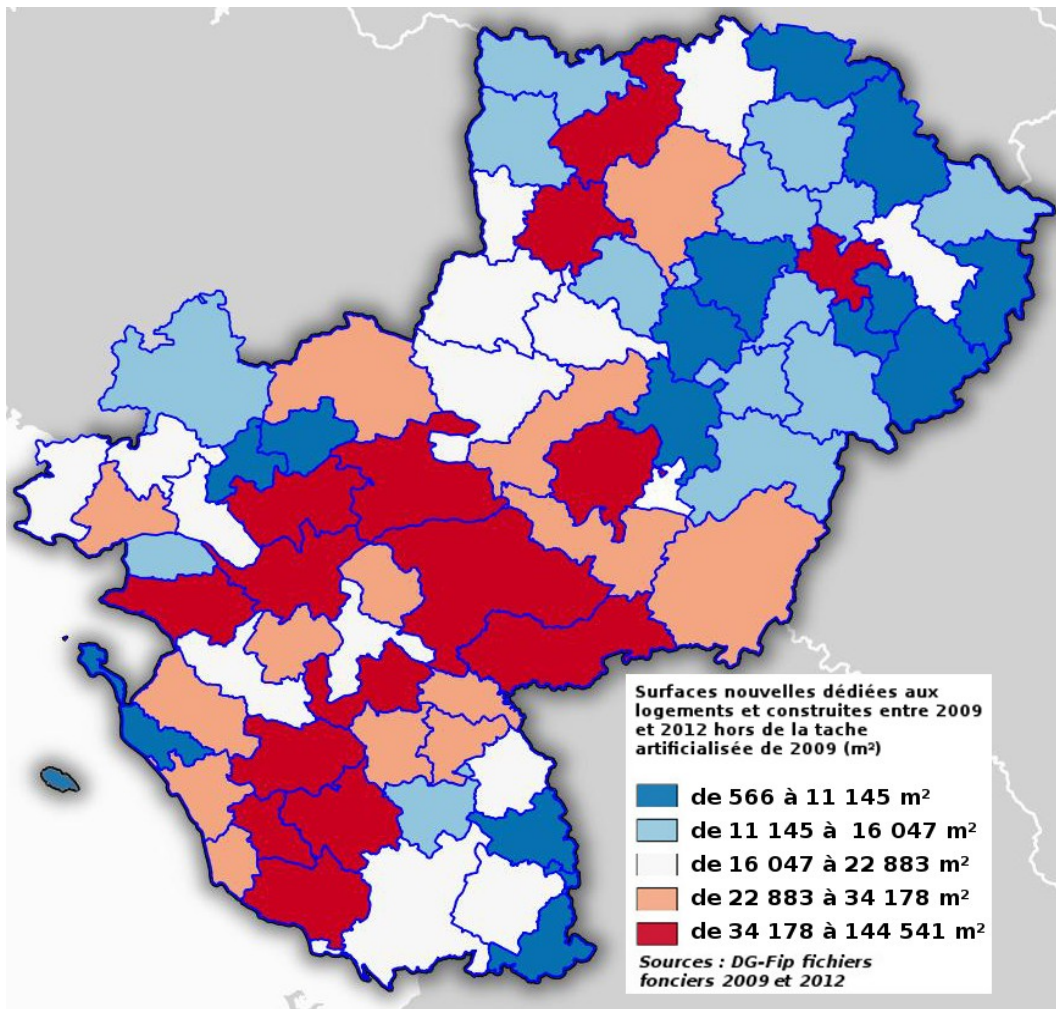 Surfaces nouvelles dédiées aux
logements et construites entre 2009
et 2012 hors de la tache
artificialisée de 2009 (m²)
de 566 à 11 145 m²
de 11 145 à 16 047 m²
de 16 047 à 22 883 m²
de 22 883 à 34 178 m²
de 34 178 à 144 541 m²
Sources : DG-Fip fichiers
fonciers 2009 et 2012